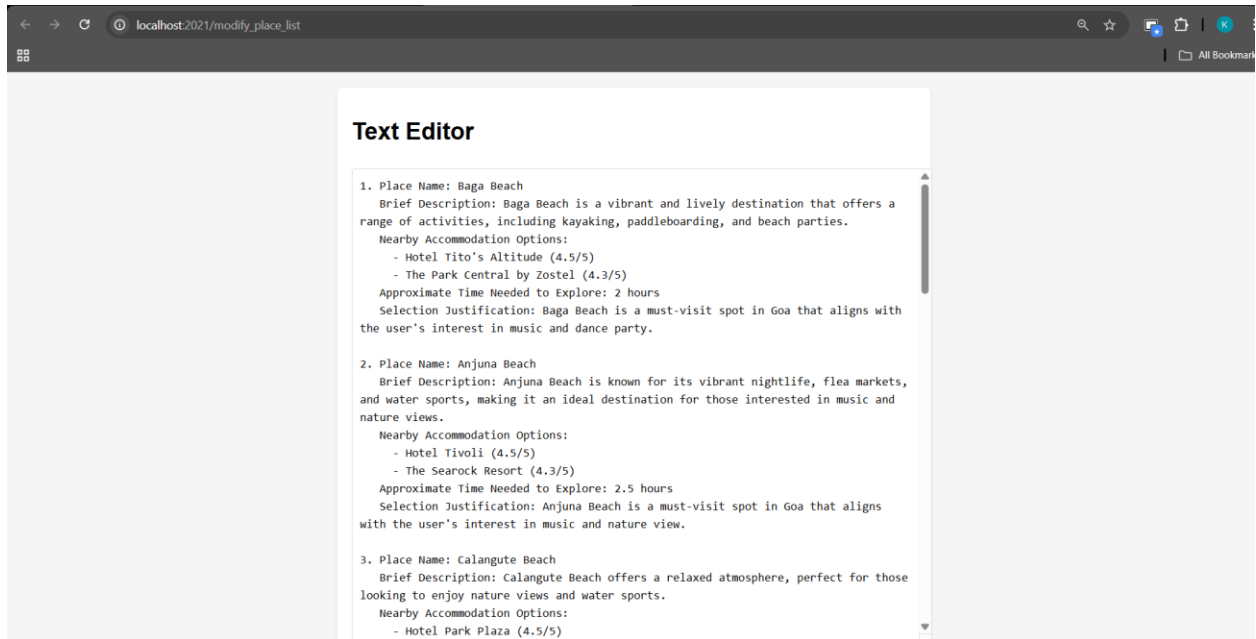 localhost:2021/modify_place_list
K
All Bookmark
Text Editor
1. Place Name: Baga Beach
Brief Description: Baga Beach is a vibrant and lively destination that offers a
range of activities, including kayaking, paddleboarding, and beach parties.
Nearby Accommodation Options:
- Hotel Tito's Altitude (4.5/5)
- The Park Central by Zostel (4.3/5)
Approximate Time Needed to Explore: 2 hours
Selection Justification: Baga Beach is a must-visit spot in Goa that aligns with
the user's interest in music and dance party.
2. Place Name: Anjuna Beach
Brief Description: Anjuna Beach is known for its vibrant nightlife, flea markets,
and water sports, making it an ideal destination for those interested in music and
nature views.
Nearby Accommodation Options:
- Hotel Tivoli (4.5/5)
- The Searock Resort (4.3/5)
Approximate Time Needed to Explore: 2.5 hours
Selection Justification: Anjuna Beach is a must-visit spot in Goa that aligns
with the user's interest in music and nature view.
3. Place Name: Calangute Beach
Brief Description: Calangute Beach offers a relaxed atmosphere, perfect for those
looking to enjoy nature views and water sports.
Nearby Accommodation Options:
- Hotel Park Plaza (4.5/5)